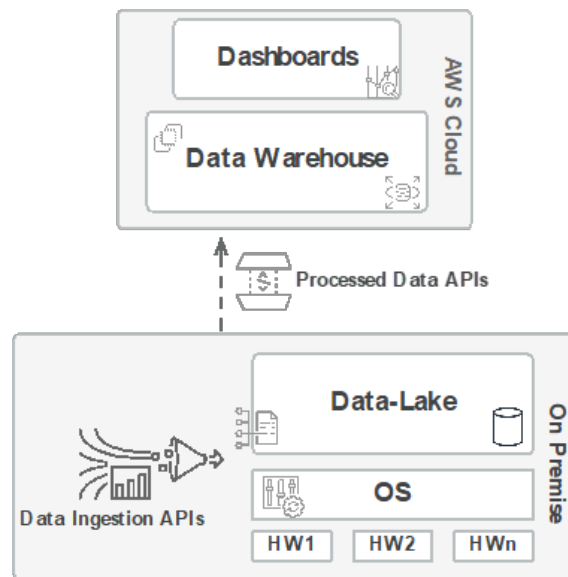 Dashboards
Data Warehouse
AWS Cloud
Processed Data APIs
Data-Lake
On Premise
Data Ingestion APIs
OS
HW1
HW2
HWn